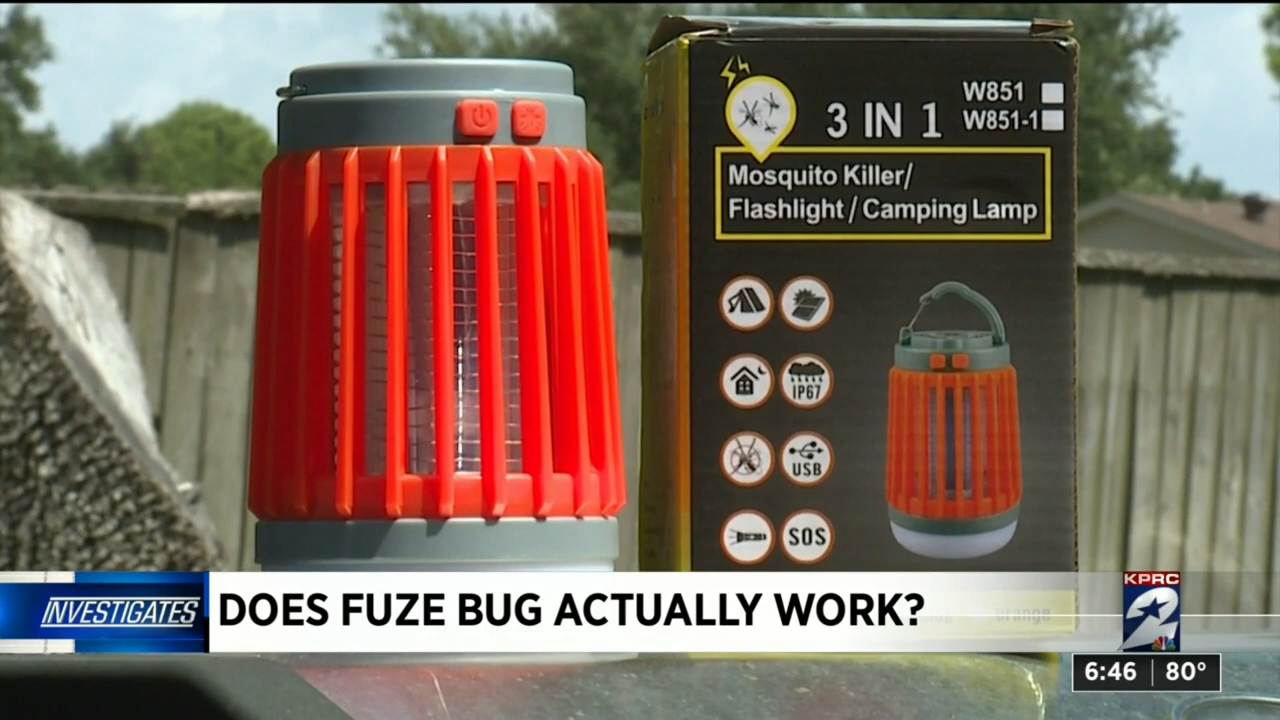 3 IN 1
W851
W851-1
Mosquito Killer/
Flashlight / Camping Lamp
IP67
USB
SOS
INVESTIGATES
DOES FUZE BUG ACTUALLY WORK?
orange
KPRC
2
6:46 80°